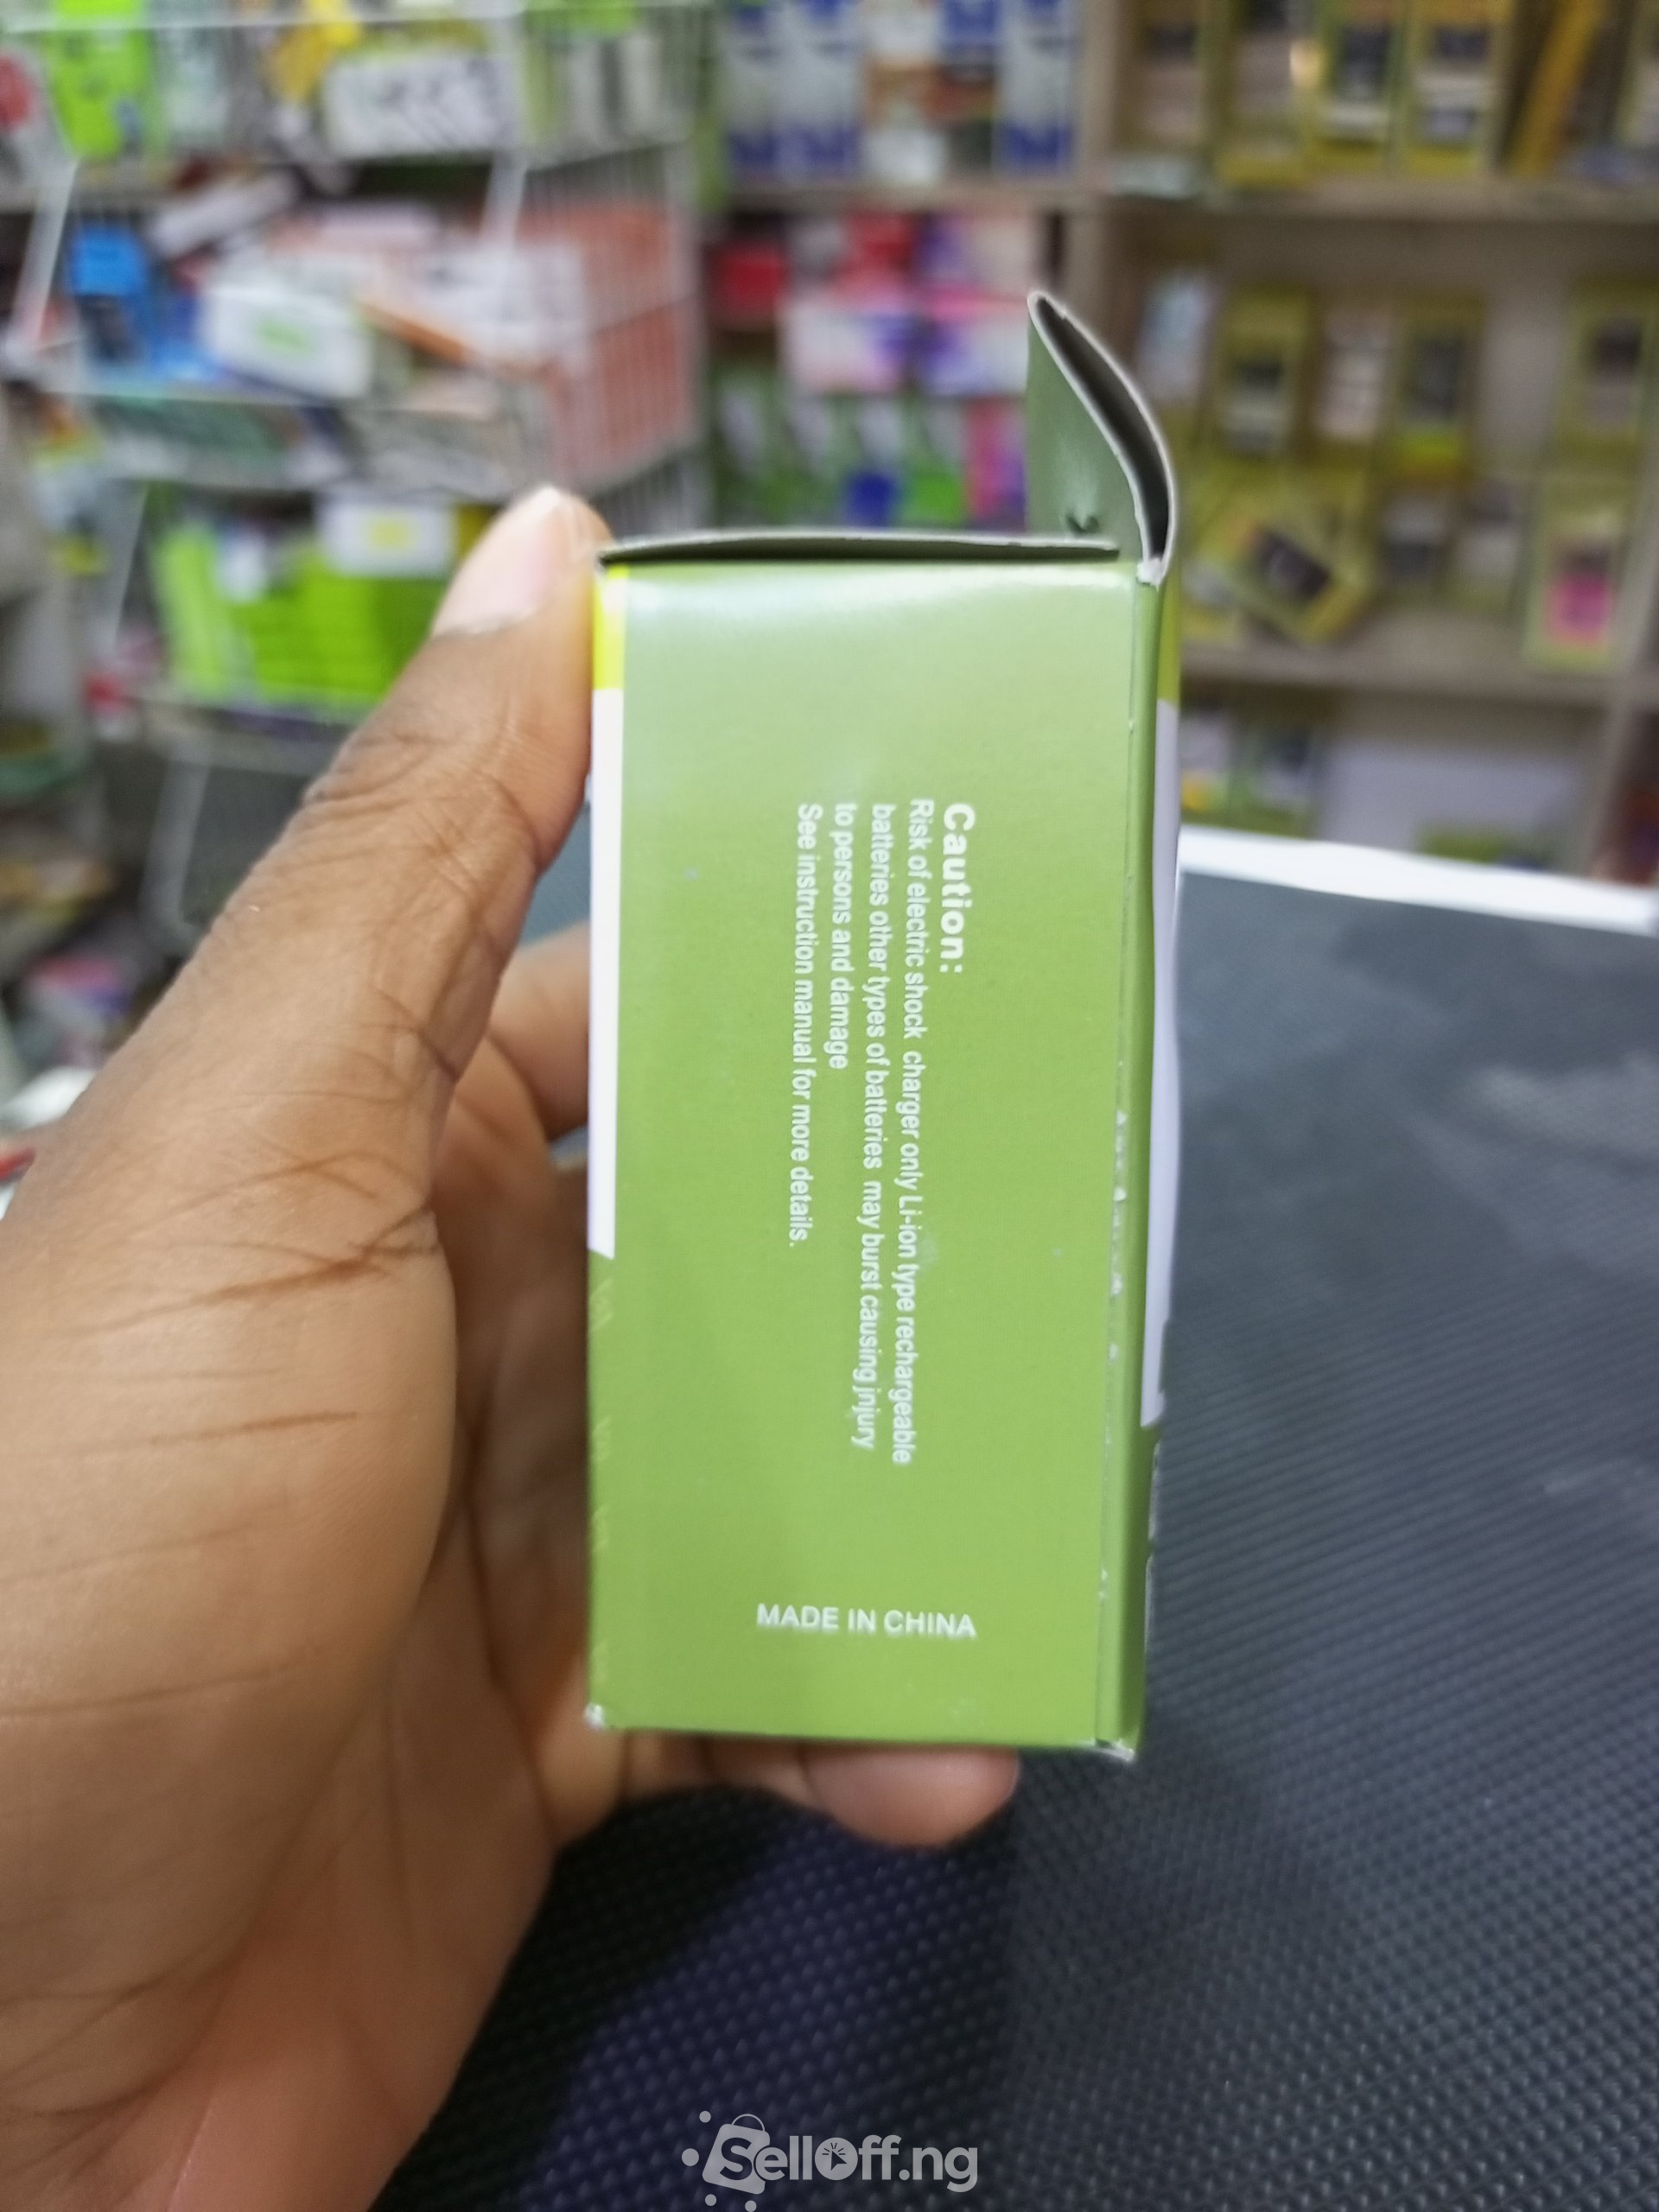 Caution:
Risk of electric shock charger only Li-ion type rechargeable
batteries other types of batteries may burst causing injury
to persons and damage
See instruction manual for more details.
MADE IN CHINA
SellOff.ng